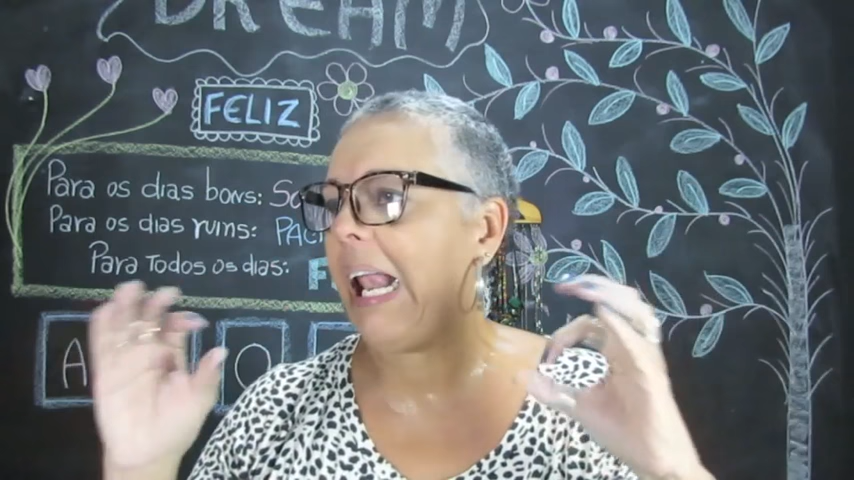 DREAM
FELIZ
Para os dias bons:
Para os dias ruins:
Para Todos os dias:
A O